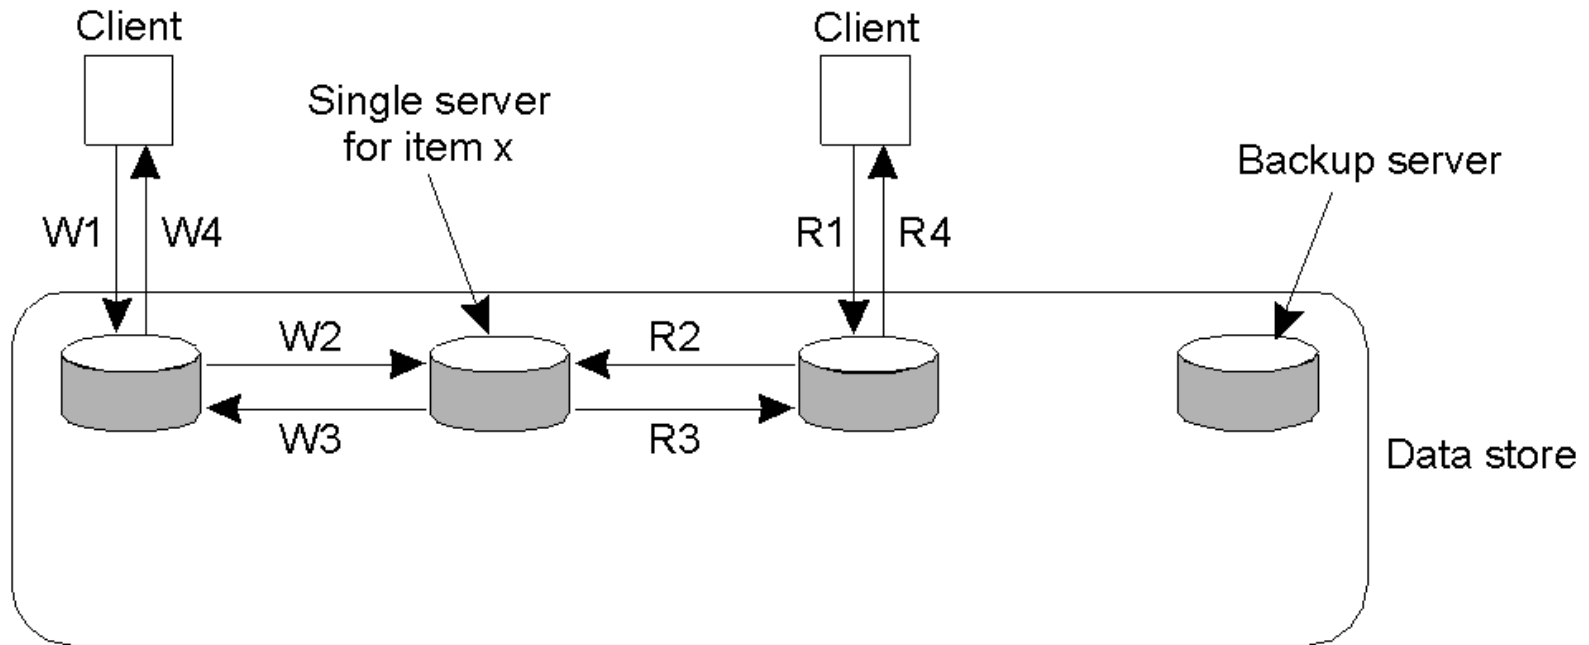 Client
Client
Single server
for item x
Backup server
W1
W4
R1
R4
W2
R2
W3
R3
Data store